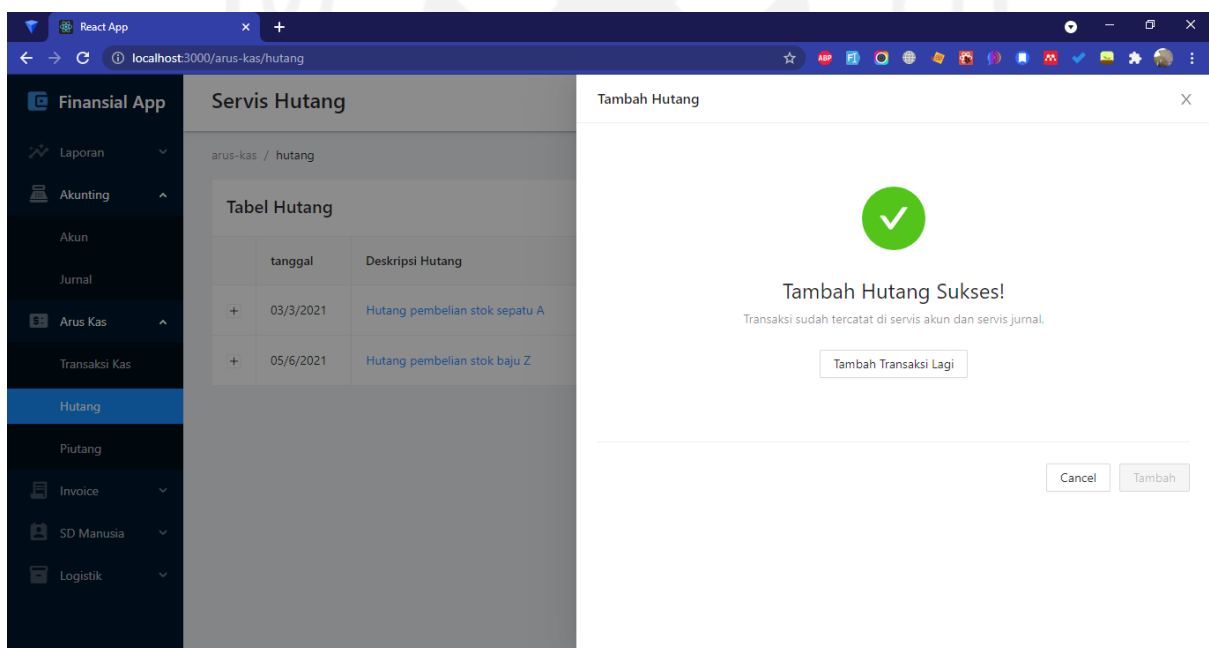 React App
localhost:3000/arus-kas/hutang
ABP
Finansial App
Servis Hutang
Tambah Hutang
Laporan
arus-kas / hutang
Akunting
Tabel Hutang
Akun
tanggal Deskripsi Hutang
Jurnal
Tambah Hutang Sukses!
+ 03/3/2021 Hutang pembelian stok sepatu A
Arus Kas
Transaksi sudah tercatat di servis akun dan servis jurnal.
Transaksi Kas
+ 05/6/2021 Hutang pembelian stok baju Z
Tambah Transaksi Lagi
Hutang
Piutang
Cancel Tambah
Invoice
SD Manusia
Logistik